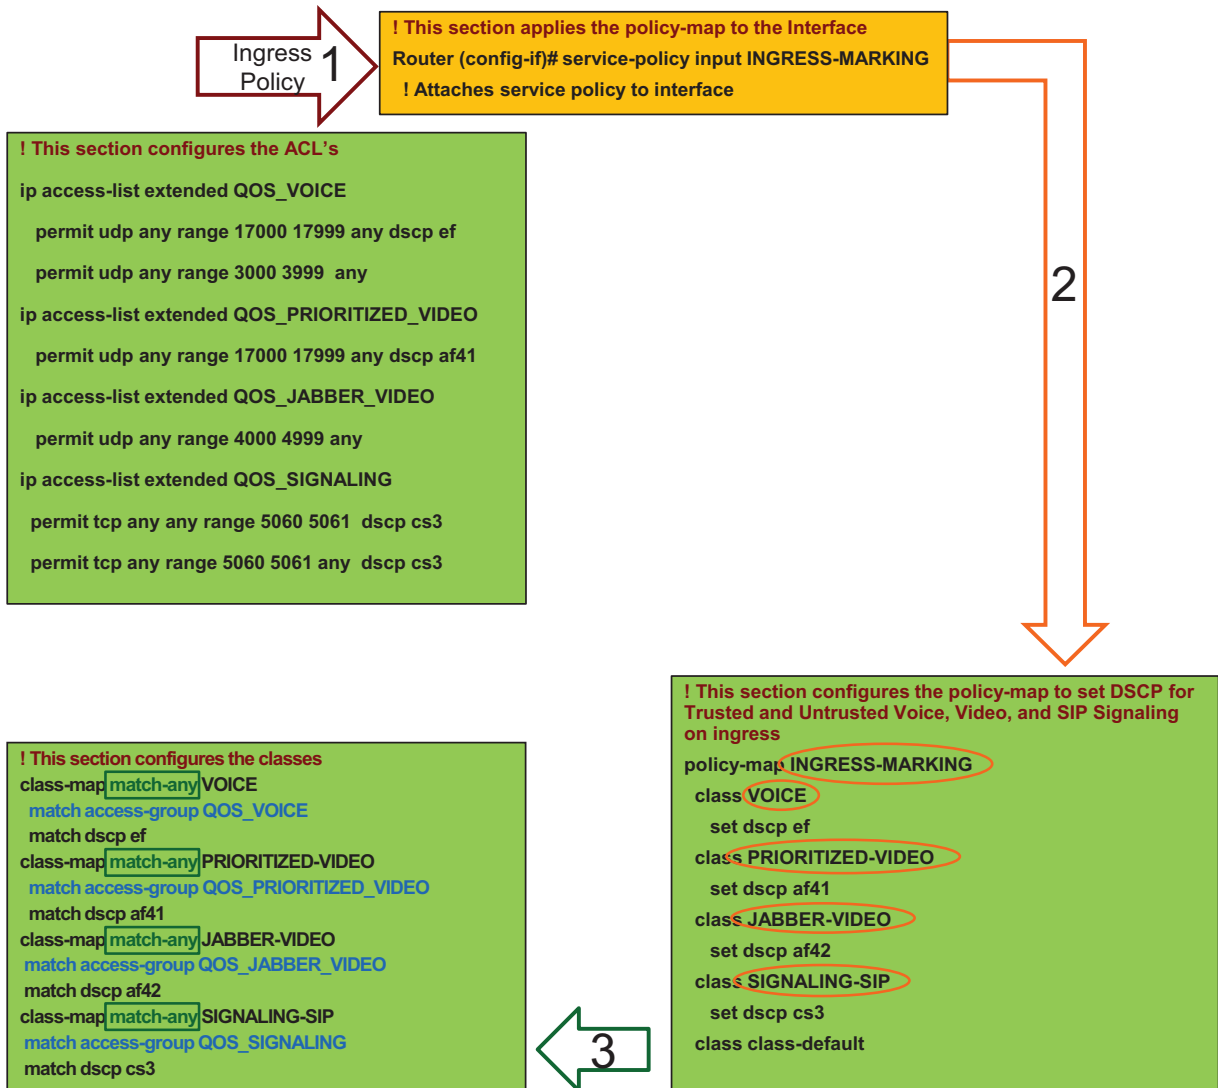 Ingress
Policy
1
! This section applies the policy-map to the Interface
Router (config-if)# service-policy input INGRESS-MARKING
! Attaches service policy to interface
2
! This section configures the ACL's
ip access-list extended QOS_VOICE
permit udp any range 17000 17999 any dscp ef
permit udp any range 3000 3999 any
ip access-list extended QOS_PRIORITIZED_VIDEO
permit udp any range 17000 17999 any dscp af41
ip access-list extended QOS_JABBER_VIDEO
permit udp any range 4000 4999 any
ip access-list extended QOS_SIGNALING
permit tcp any any range 5060 5061 dscp cs3
permit tcp any range 5060 5061 any dscp cs3
! This section configures the policy-map to set DSCP for
Trusted and Untrusted Voice, Video, and SIP Signaling
on ingress
policy-map INGRESS-MARKING
class VOICE
set dscp ef
class PRIORITIZED-VIDEO
set dscp af41
class JABBER-VIDEO
set dscp af42
class SIGNALING-SIP
set dscp cs3
class class-default
3
! This section configures the classes
class-map match-any VOICE
match access-group QOS_VOICE
match dscp ef
class-map match-any PRIORITIZED-VIDEO
match access-group QOS_PRIORITIZED_VIDEO
match dscp af41
class-map match-any JABBER-VIDEO
match access-group QOS_JABBER_VIDEO
match dscp af42
class-map match-any SIGNALING-SIP
match access-group QOS_SIGNALING
match dscp cs3